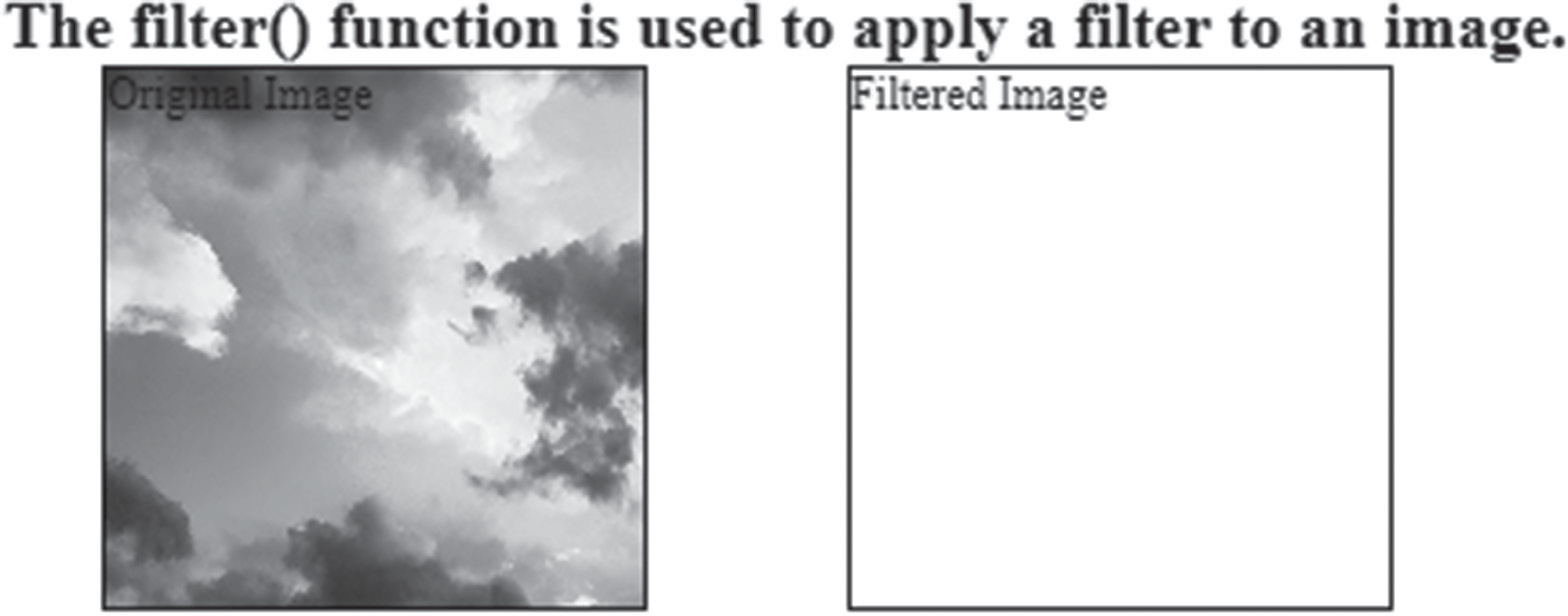 The filter() function is used to apply a filter to an image.
Original Image
Filtered Image